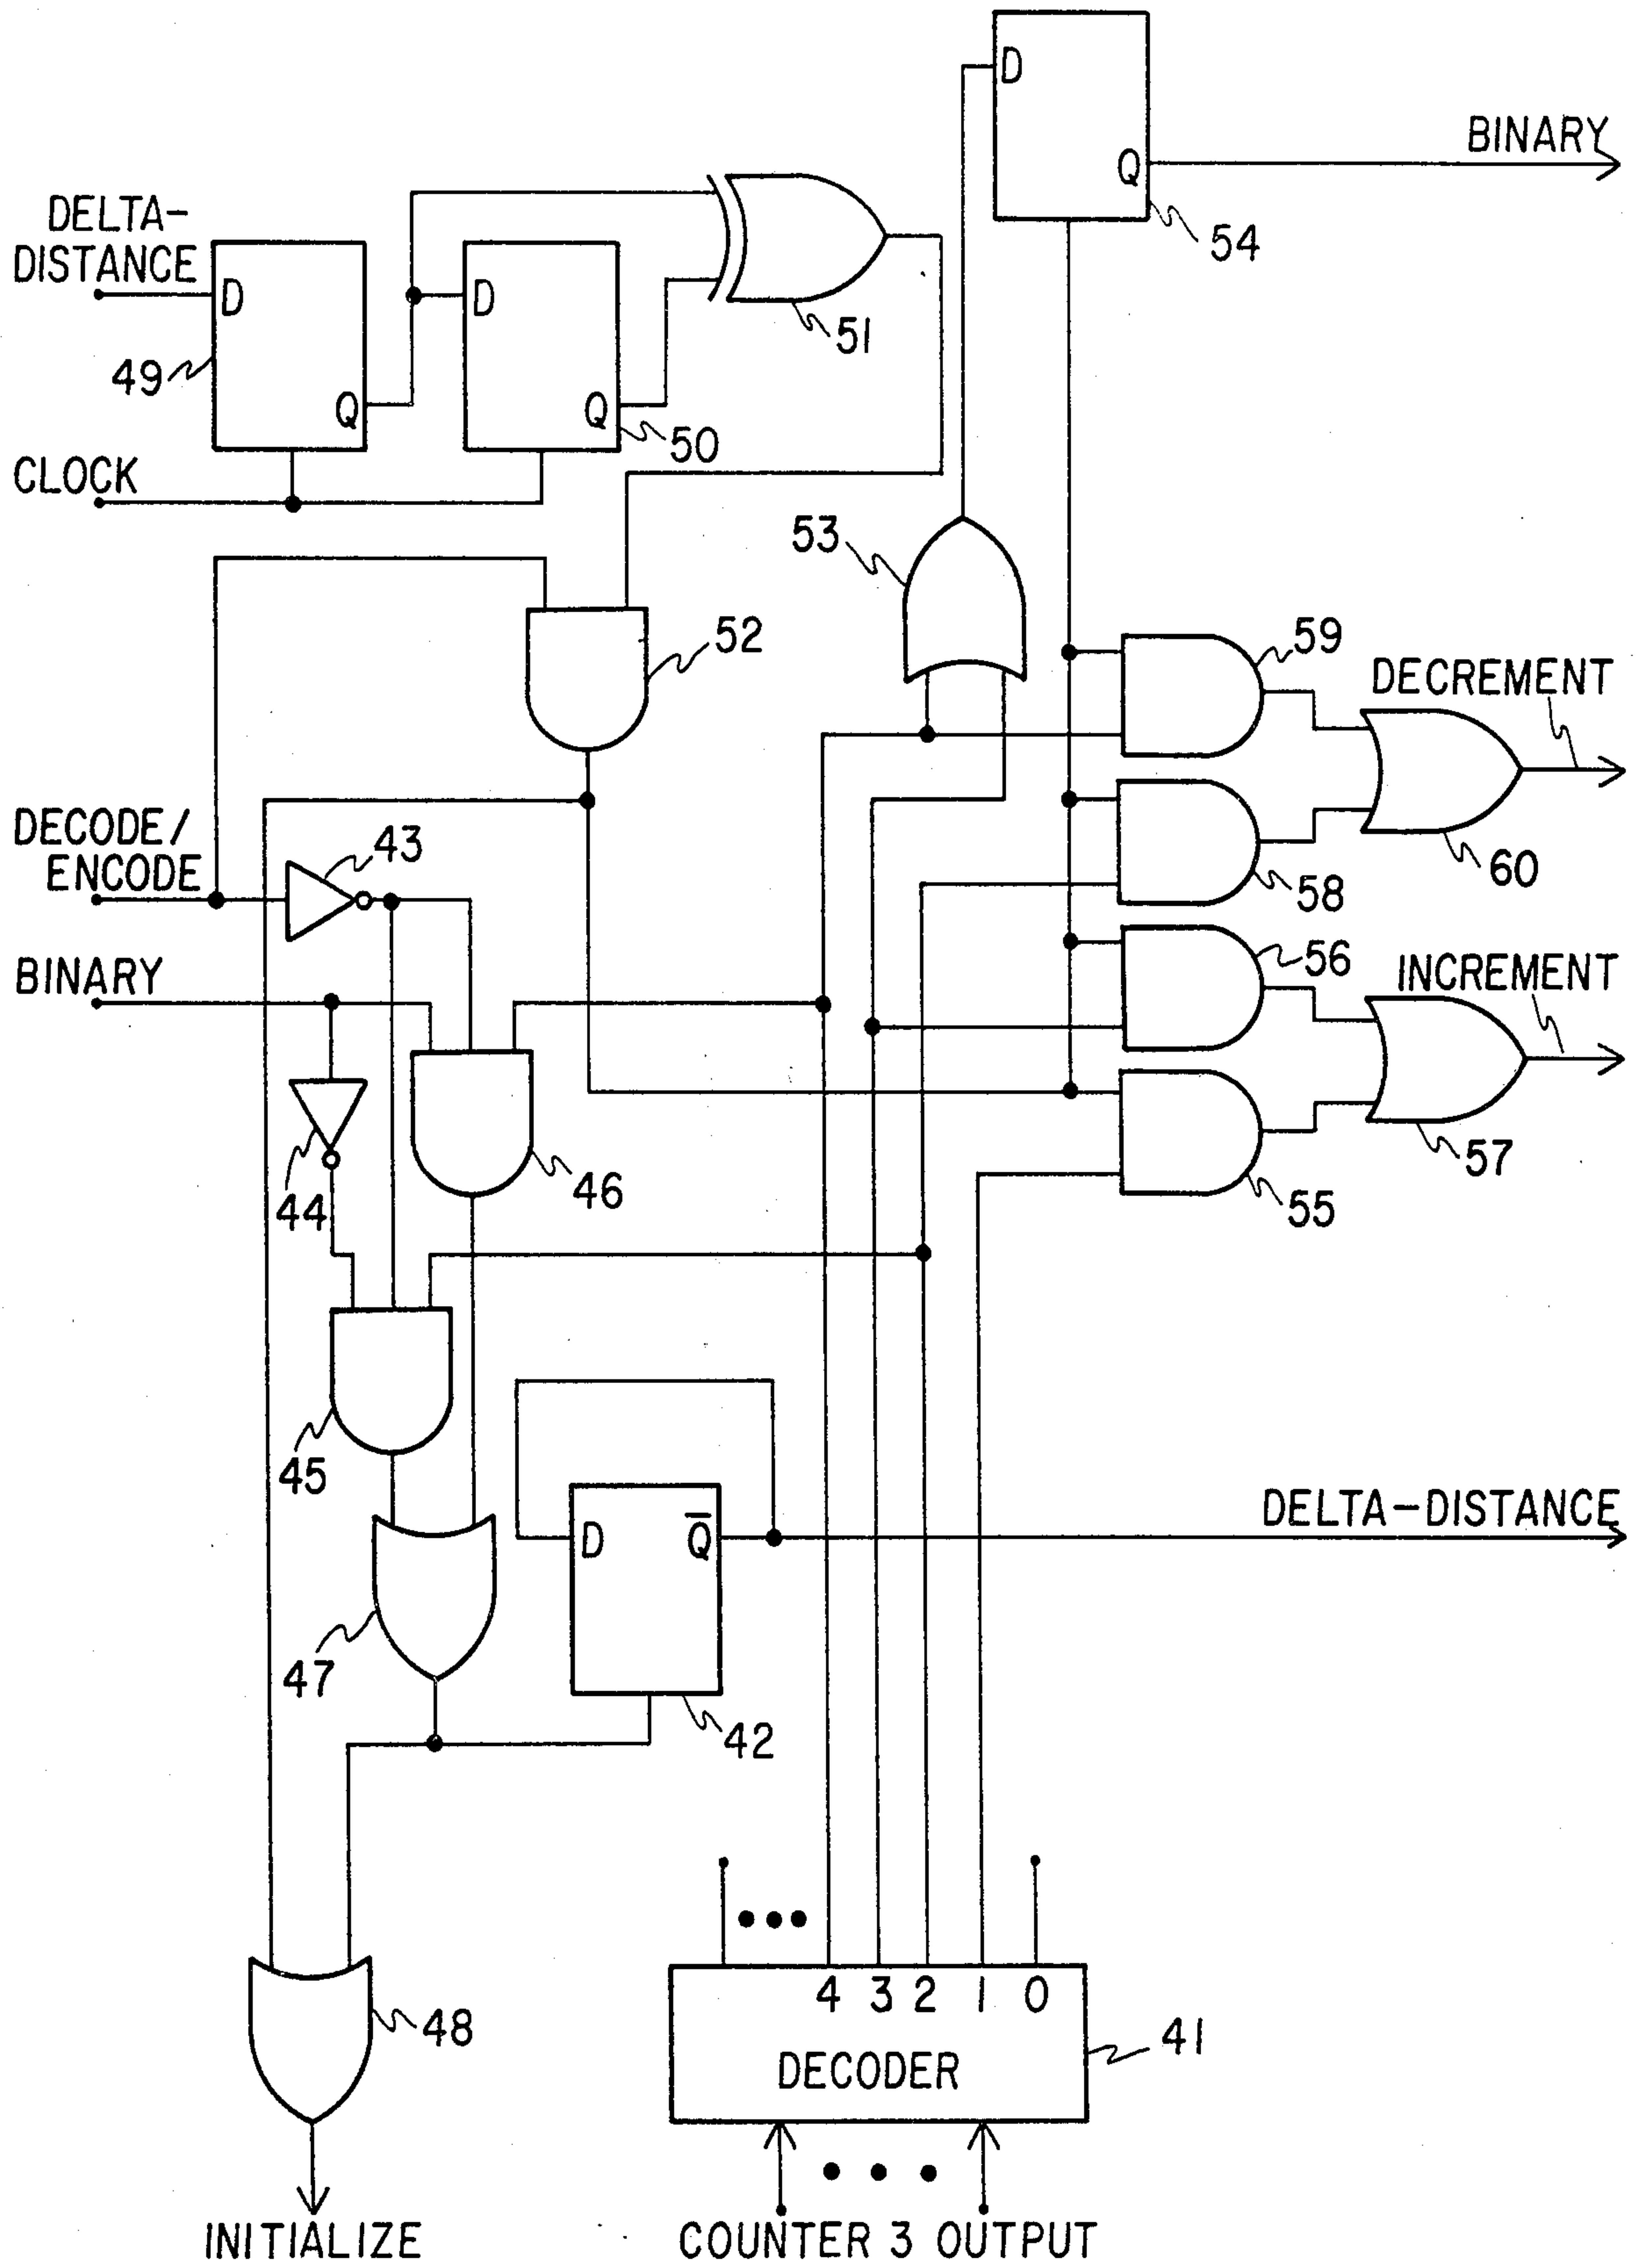 D
BINARY
Q
54
DELTA-
DISTANCE
D
D
51
49
Q
Q
50
CLOCK
53
52
59
DECREMENT
DECODE/
ENCODE
43
60
58
BINARY
56
INCREMENT
57
44
46
55
45
DELTA-DISTANCE
D
Q̅
47
42
4 3 2 1 0
48
41
DECODER
INITIALIZE
COUNTER 3 OUTPUT